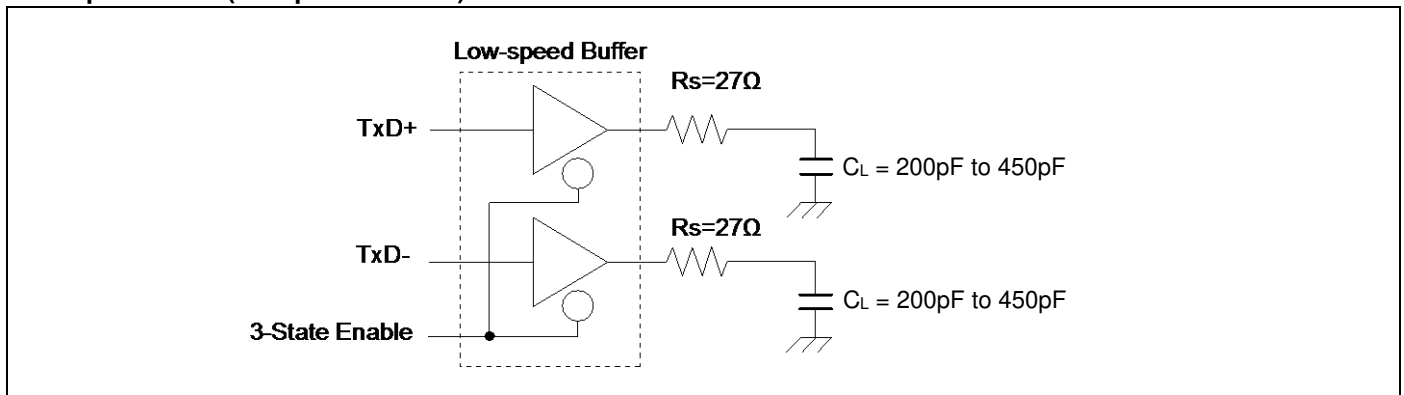 Low-speed Buffer
Rs=27Ω
TxD+
CL = 200pF to 450pF
Rs=27Ω
TxD-
CL = 200pF to 450pF
3-State Enable